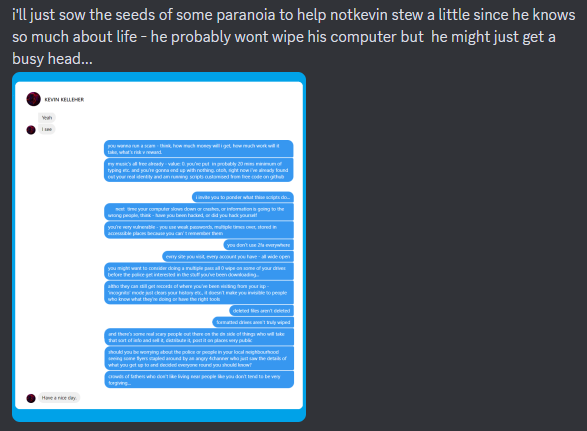 i'll just sow the seeds of some paranoia to help notkevin stew a little since he knows
so much about life - he probably wont wipe his computer but he might just get a
busy head...
KEVIN KELLEHER
Yeah
I see
you wanna run a scam - think, how much money will i get, how much work will it
take, what's risk v reward.
my music's all free already - value: 0. you've put in probably 20 mins minimum of
typing etc. and you're gonna end up with nothing. otoh, right now i've already found
out your real identity and am running scripts customised from free code on github
i invite you to ponder what those scripts do...
next time your computer slows down or crashes, or information is going to the
wrong people. think - have you been hacked, or did you hack yourself?
you're very vulnerable - you use weak passwords, multiple times over, stored in
accessible places because you can't remember them
you don't use 2fa everywhere
every site you visit, every account you have - all wide open
you might want to consider doing a multiple pass all 0 wipe on some of your drives
before the police get interested in the stuff you've been downloading...
altho they can still get records of where you've been visiting from your isp -
'incognito' mode just clears your history etc., it doesn't make you invisible to people
who know what they're doing or have the right tools
deleted files aren't deleted
formatted drives aren't truly wiped
and there's some real scary people out there on the side of things who will take
that sort of info and sell it, distribute it, post it on places very public
should you be worrying about the police or people in your local neighbourhood
seeing some flyers stapled around by an angry 4channer who just saw the details of
what you get up to and decided everyone round you should know?
crowds of fathers who don't like living near people like you don't tend to be very
forgiving...
Have a nice day.